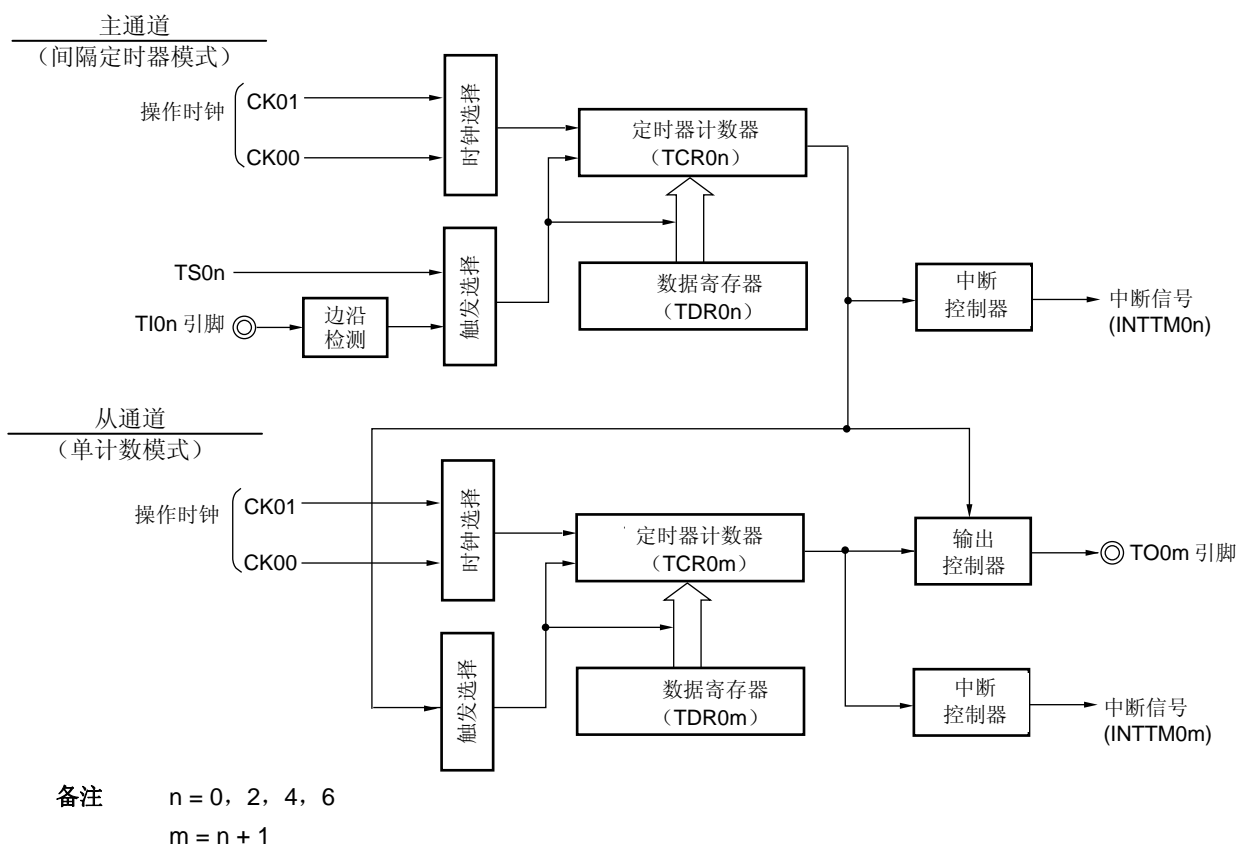 主通道
（间隔定时器模式）
操作时钟
CK01
CK00
时钟选择
定时器计数器
（TCR0n）
TS0n
TI0n 引脚
边沿
检测
触发选择
数据寄存器
（TDR0n）
中断
控制器
中断信号
(INTTM0n)
从通道
（单计数模式）
操作时钟
CK01
CK00
时钟选择
定时器计数器
（TCR0m）
输出
控制器
TO0m 引脚
触发选择
数据寄存器
（TDR0m）
中断
控制器
中断信号
(INTTM0m)
备注 n = 0，2，4，6
m = n + 1